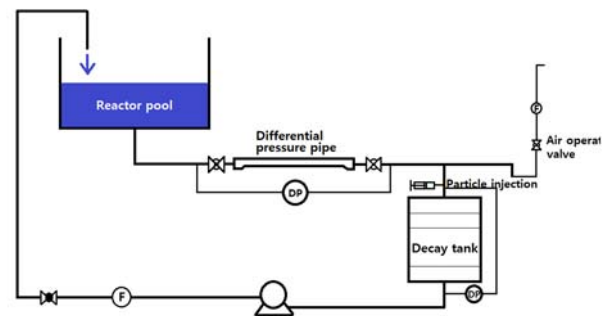 Reactor pool
Differential
pressure pipe
DP
F
Air operat
valve
Particle injection
Decay tank
DP
F